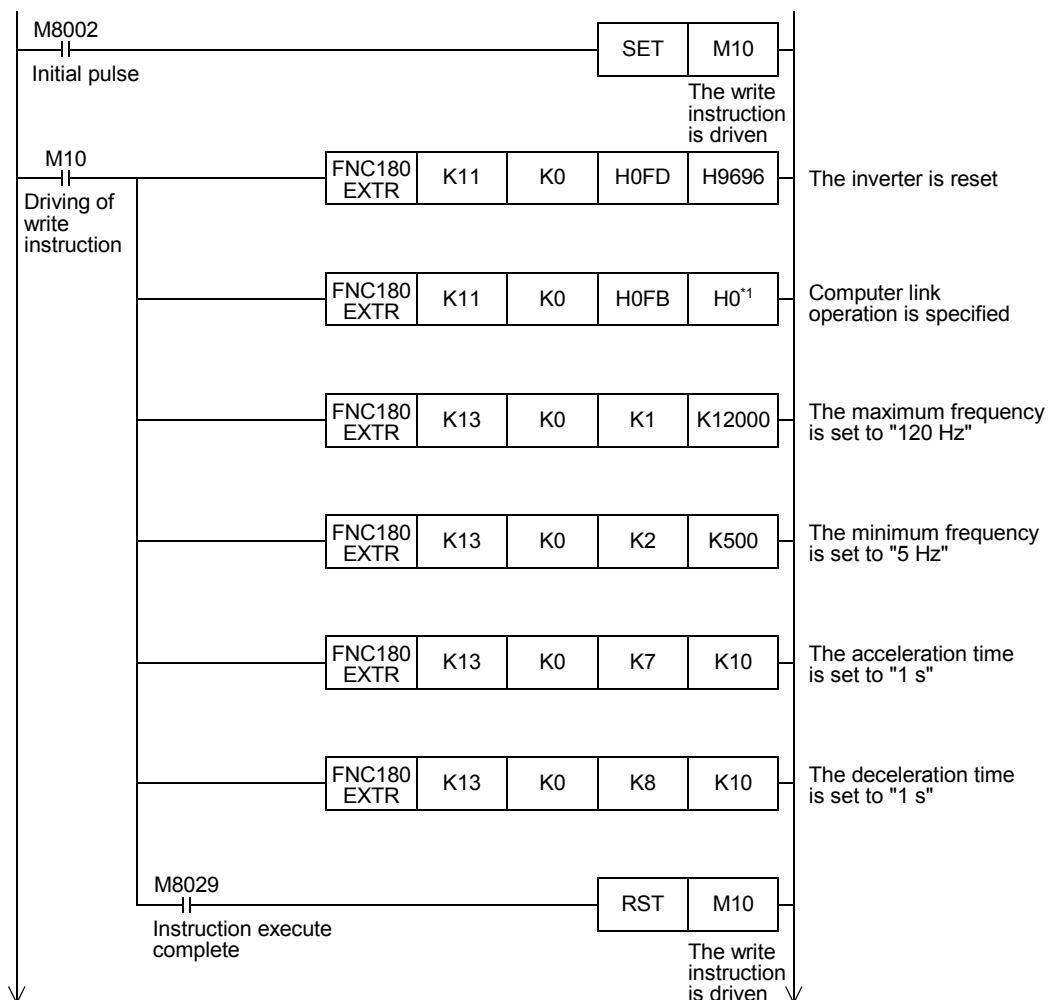 M8002
SET M10
Initial pulse
The write
instruction
is driven
M10
FNC180
EXTR K11 K0 H0FD H9696
The inverter is reset
Driving of
write
instruction
FNC180
EXTR K11 K0 H0FB H0*1
Computer link
operation is specified
FNC180
EXTR K13 K0 K1 K12000
The maximum frequency
is set to "120 Hz"
FNC180
EXTR K13 K0 K2 K500
The minimum frequency
is set to "5 Hz"
FNC180
EXTR K13 K0 K7 K10
The acceleration time
is set to "1 s"
FNC180
EXTR K13 K0 K8 K10
The deceleration time
is set to "1 s"
M8029
RST M10
Instruction execute
complete
The write
instruction
is driven